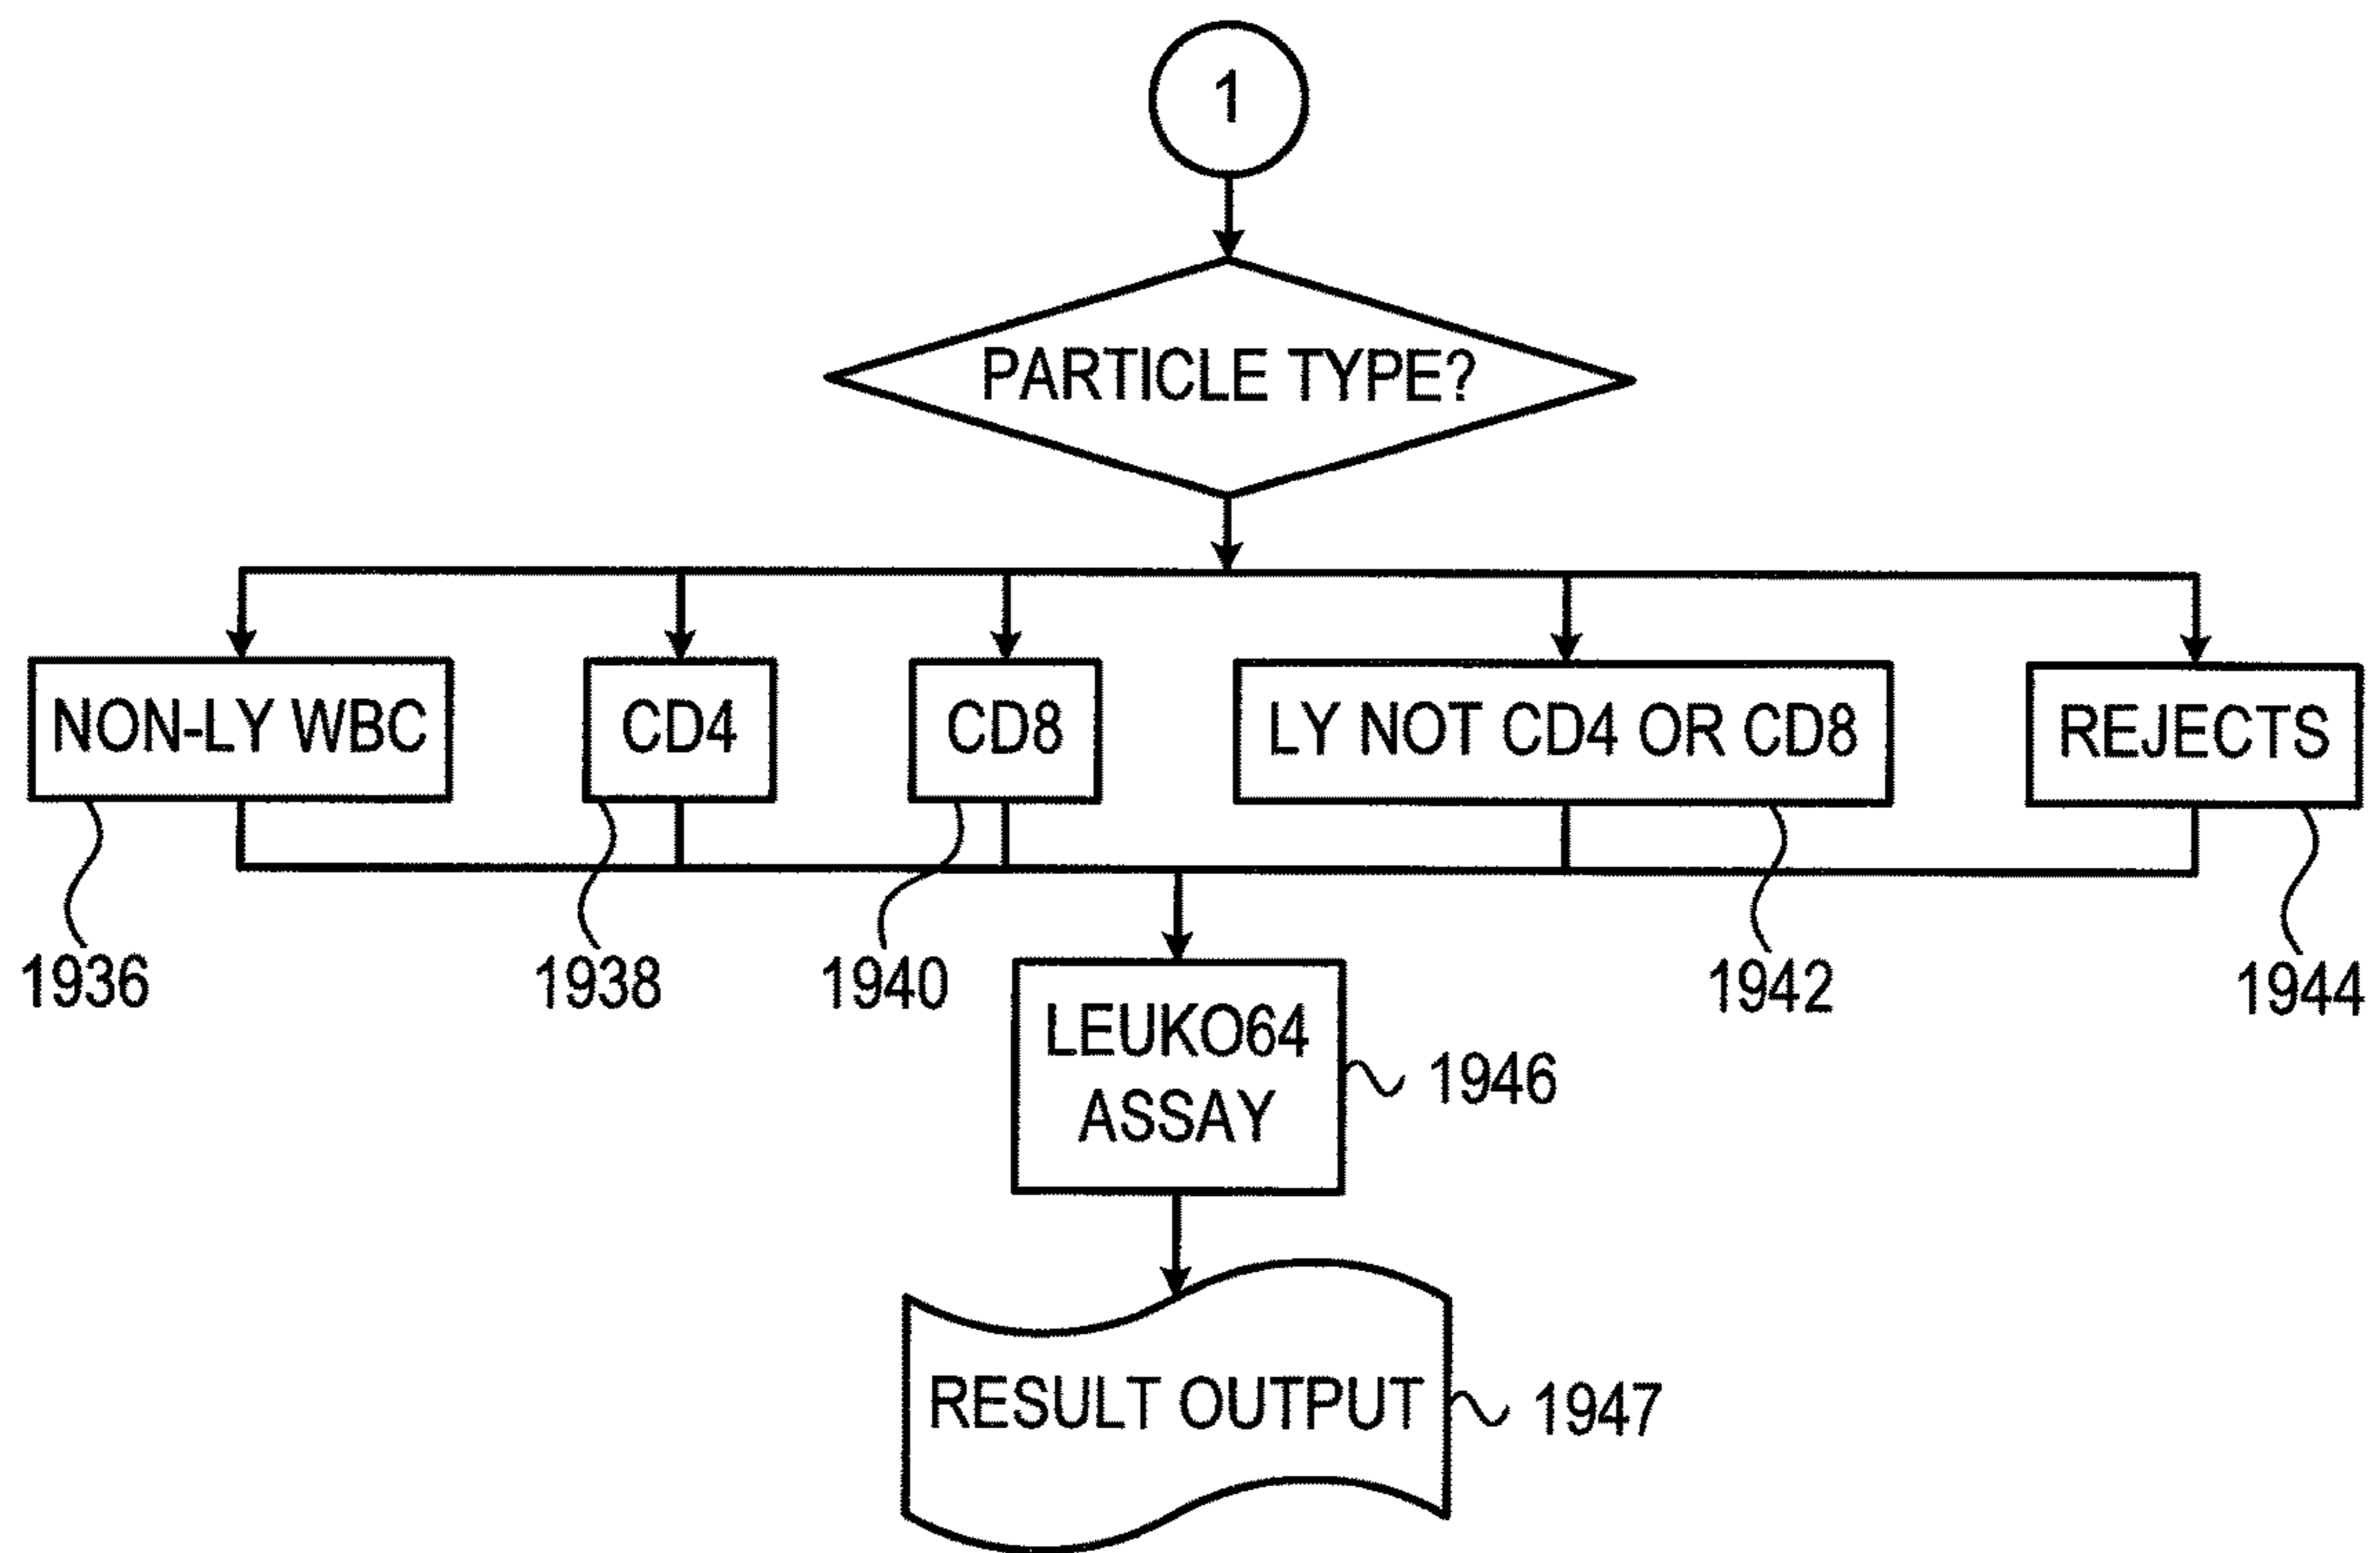 1
PARTICLE TYPE?
NON-LY WBC
CD4
CD8
LY NOT CD4 OR CD8
REJECTS
1936
1938
1940
1942
1944
LEUKO64
ASSAY
1946
RESULT OUTPUT
1947